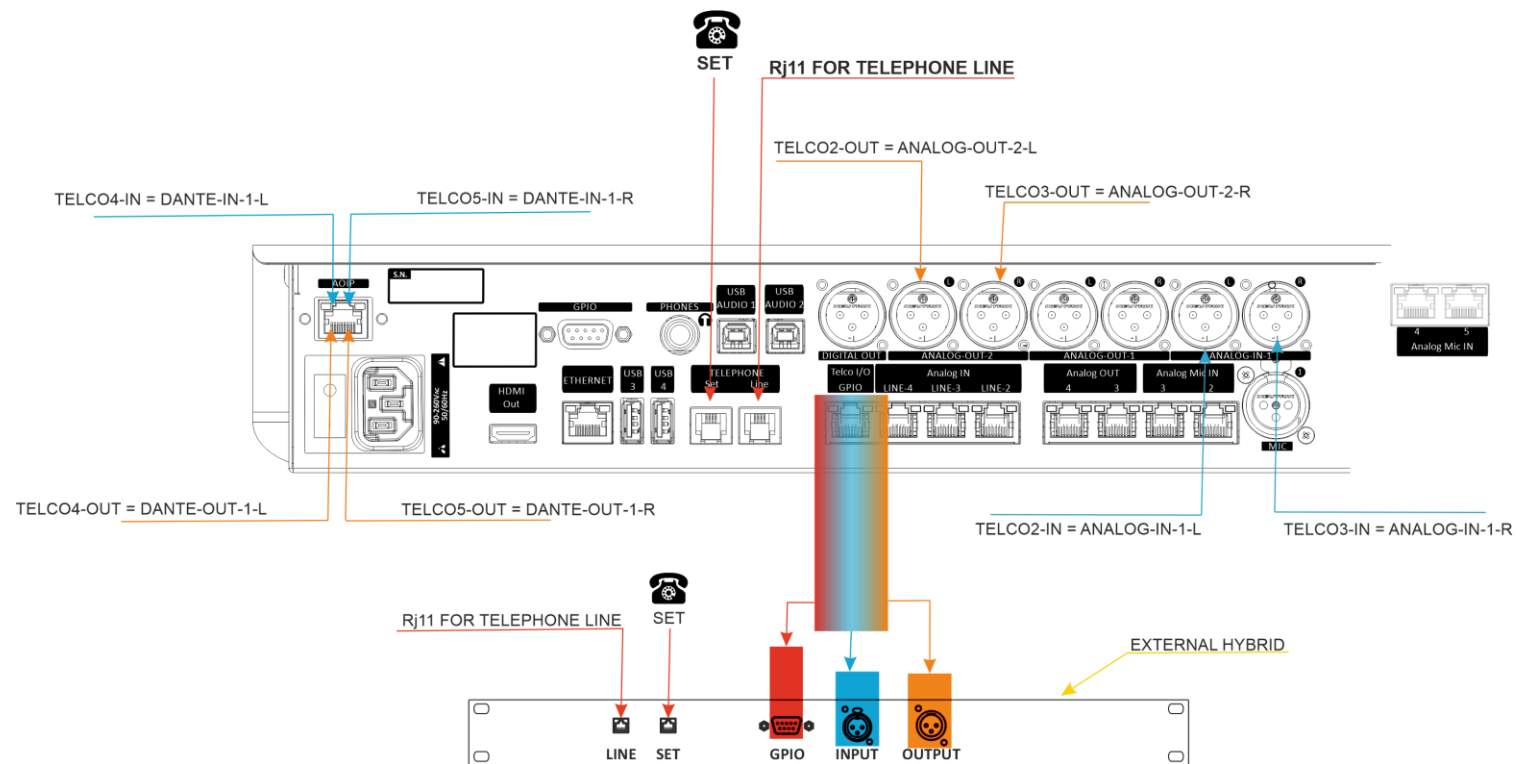 SET
Rj11 FOR TELEPHONE LINE
TELCO2-OUT = ANALOG-OUT-2-L
TELCO3-OUT = ANALOG-OUT-2-R
TELCO4-IN = DANTE-IN-1-L
TELCO5-IN = DANTE-IN-1-R
AOIP
S.N.
GPIO
PHONES
USB AUDIO 1
USB AUDIO 2
L
R
L
R
L
R
DIGITAL OUT
ANALOG-OUT-2
ANALOG-OUT-1
ANALOG-IN-1
4 5
Analog Mic IN
90-260Vac
50/60Hz
HDMI
Out
ETHERNET
USB
3
USB
4
TELEPHONE
Set Line
Telco I/O
GPIO
Analog IN
LINE-4 LINE-3 LINE-2
Analog OUT
4 3
Analog Mic IN
3 2
1
MIC
TELCO4-OUT = DANTE-OUT-1-L
TELCO5-OUT = DANTE-OUT-1-R
TELCO2-IN = ANALOG-IN-1-L
TELCO3-IN = ANALOG-IN-1-R
Rj11 FOR TELEPHONE LINE
SET
EXTERNAL HYBRID
LINE SET GPIO INPUT OUTPUT